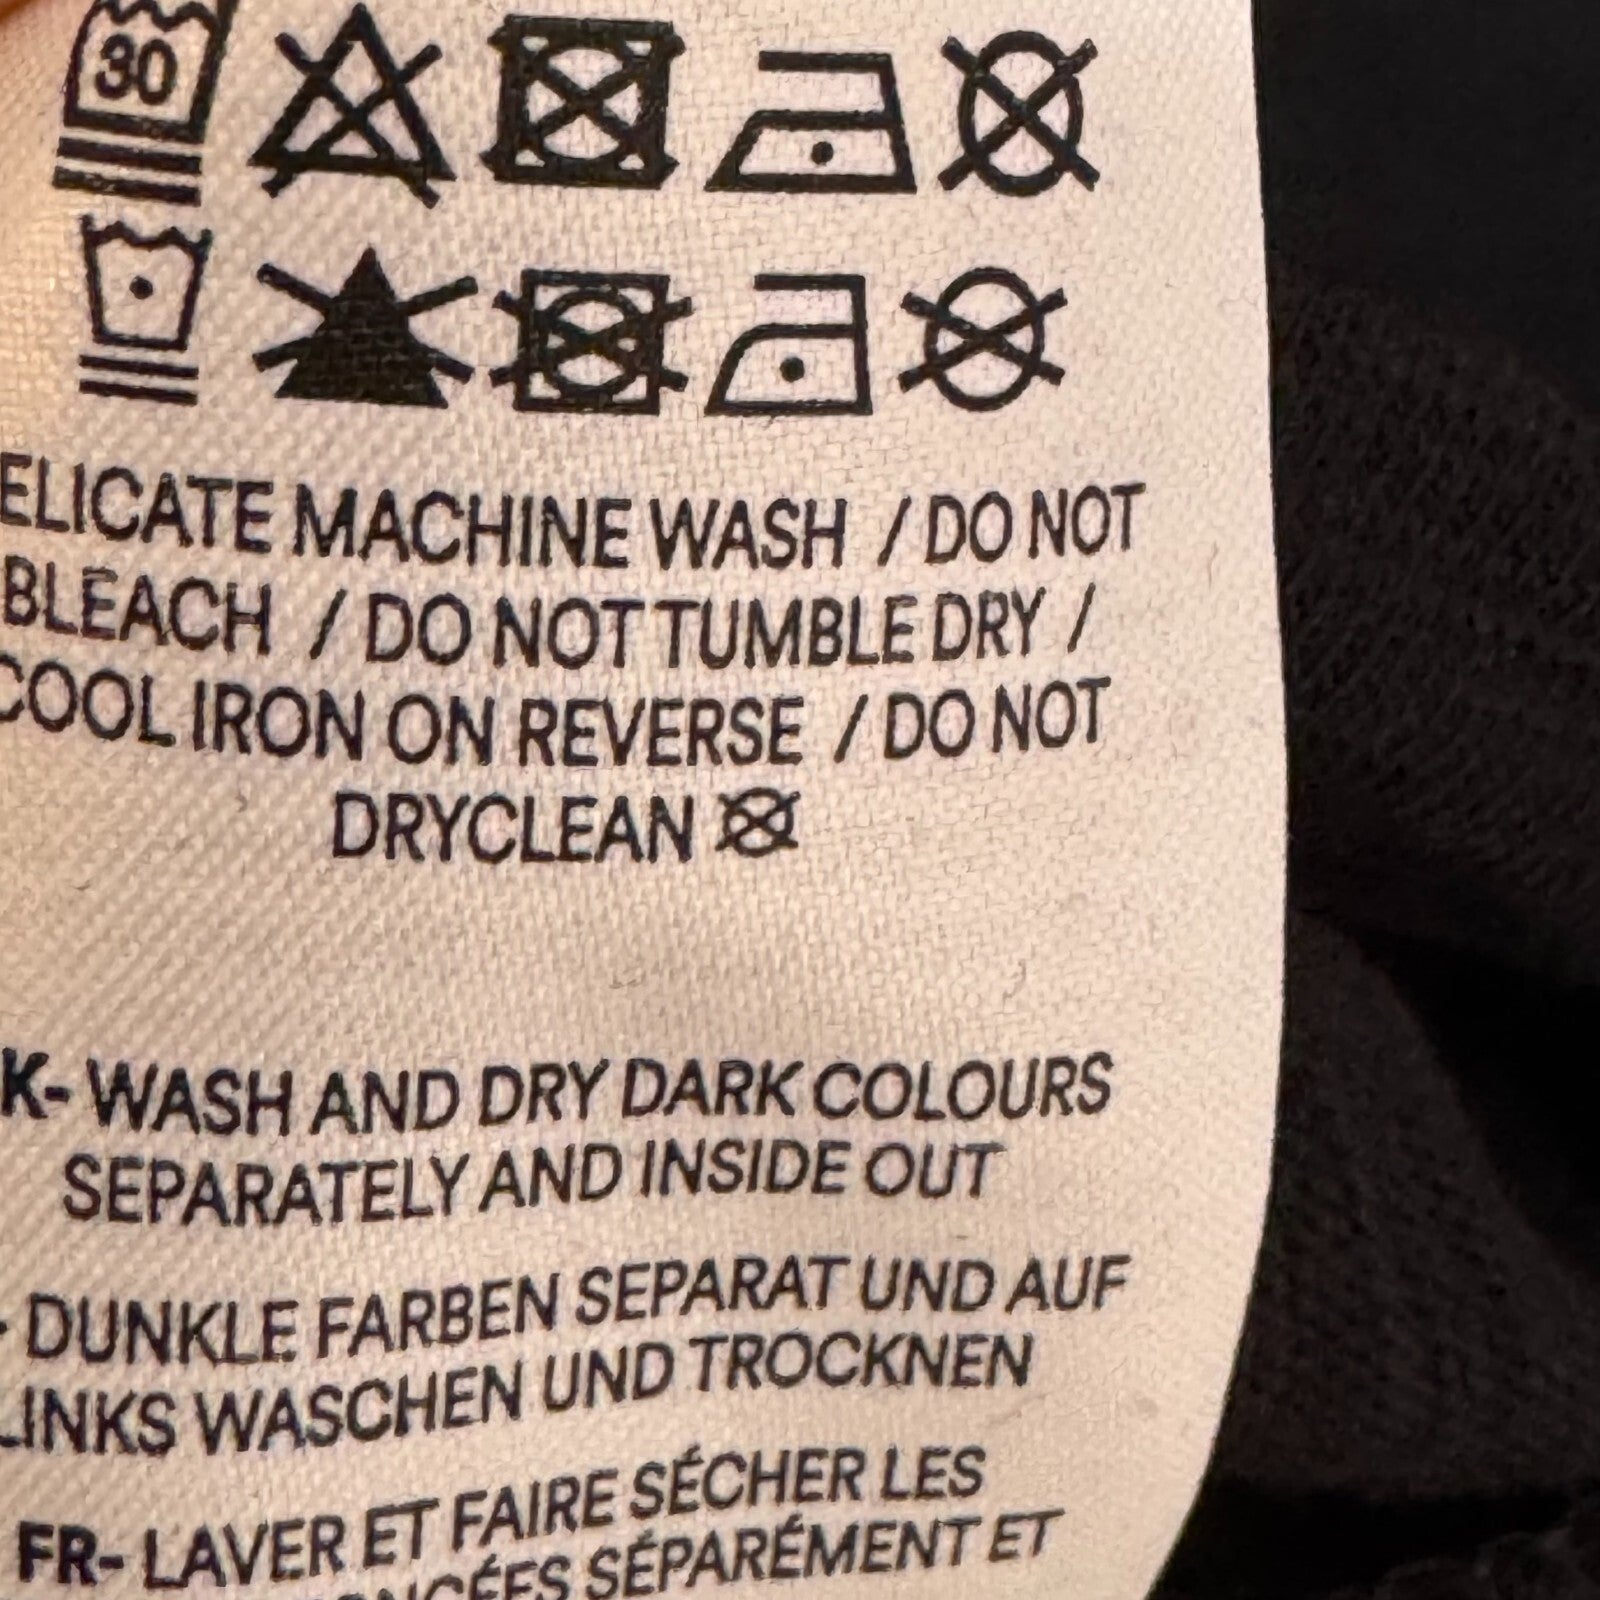 30
ELICATE MACHINE WASH / DO NOT
BLEACH / DO NOT TUMBLE DRY /
COOL IRON ON REVERSE / DO NOT
DRYCLEAN
K- WASH AND DRY DARK COLOURS
SEPARATELY AND INSIDE OUT
- DUNKLE FARBEN SEPARAT UND AUF
LINKS WASCHEN UND TROCKNEN
FR- LAVER ET FAIRE SÉCHER LES
SÉPARÉMENT ET